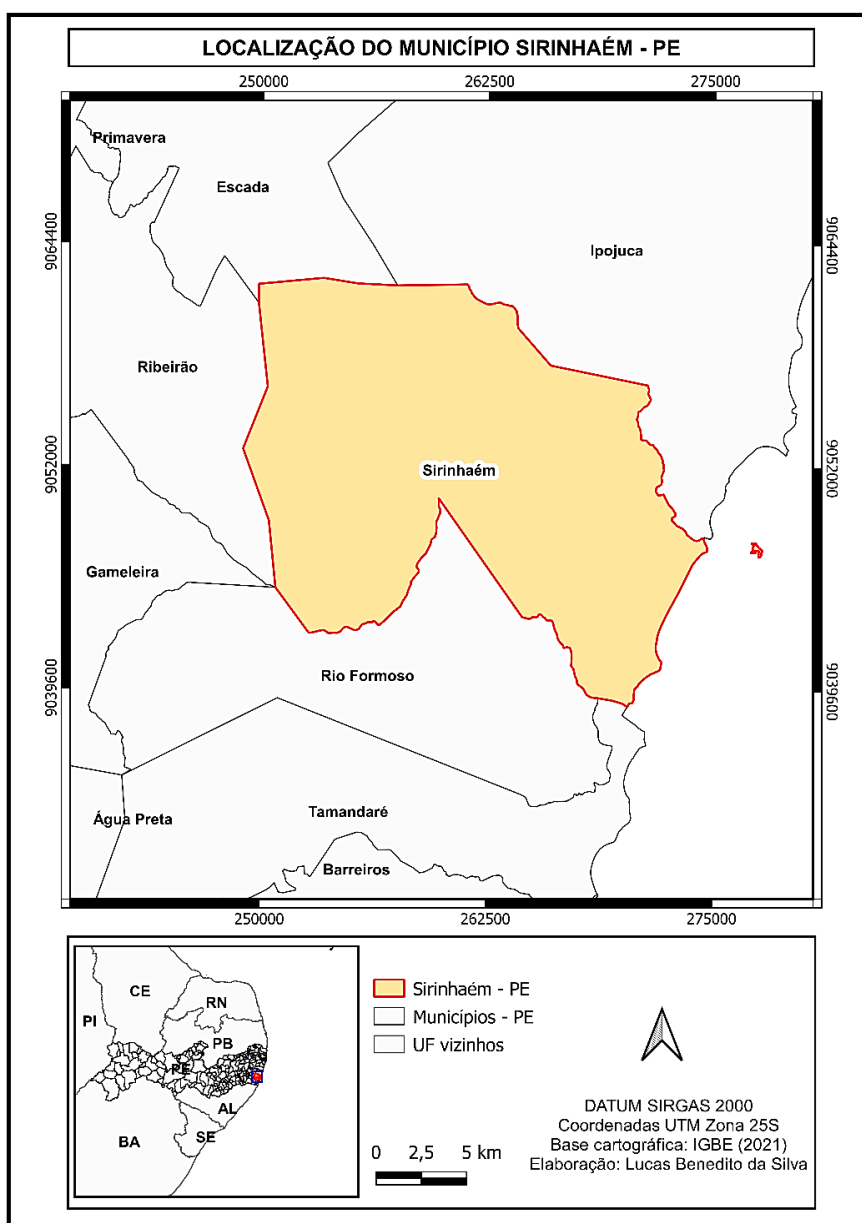 LOCALIZAÇÃO DO MUNICÍPIO SIRINHAÉM - PE
250000 262500 275000
Primavera
Escada
9064400
Ipojuca
9064400
Ribeirão
9052000
Sirinhaém
9052000
Gameleira
Rio Formoso
9039600
9039600
Água Preta
Tamandaré
Barreiros
250000 262500 275000
CE
RN
PI
PB
PE
AL
SE
BA
Sirinhaém - PE
Municípios - PE
UF vizinhos
0 2,5 5 km
DATUM SIRGAS 2000
Coordenadas UTM Zona 25S
Base cartográfica: IGBE (2021)
Elaboração: Lucas Benedito da Silva